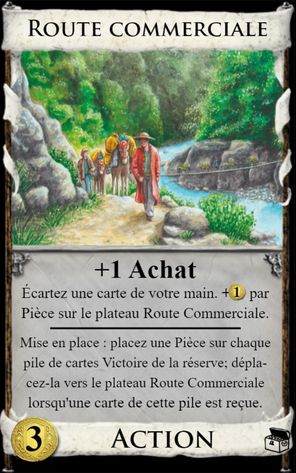 Route commerciale
+1 Achat
Écartez une carte de votre main. +1 par
Pièce sur le plateau Route Commerciale.
Mise en place : placez une Pièce sur chaque
pile de cartes Victoire de la réserve; dépla-
cez-la vers le plateau Route Commerciale
lorsqu'une carte de cette pile est reçue.
3 Action